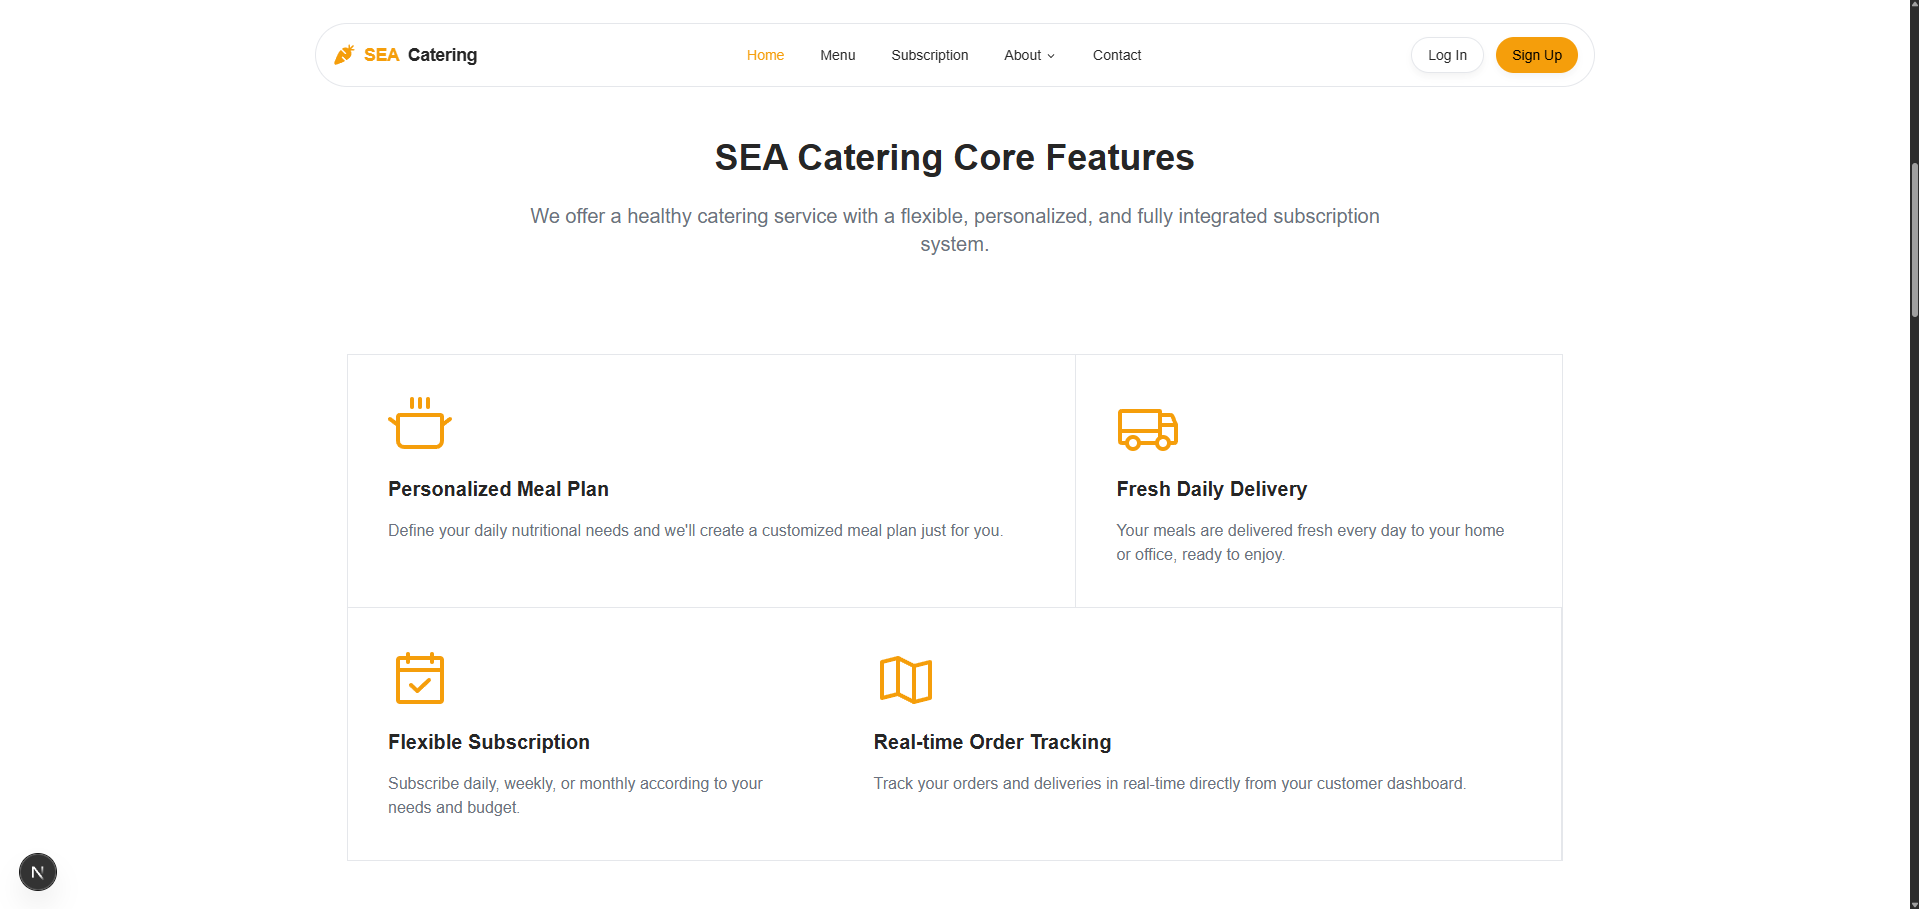 SEA Catering
Home
Menu
Subscription
About
Contact
Log In
Sign Up
SEA Catering Core Features
We offer a healthy catering service with a flexible, personalized, and fully integrated subscription
system.
Personalized Meal Plan
Define your daily nutritional needs and we'll create a customized meal plan just for you.
Fresh Daily Delivery
Your meals are delivered fresh every day to your home
or office, ready to enjoy.
Flexible Subscription
Subscribe daily, weekly, or monthly according to your
needs and budget.
Real-time Order Tracking
Track your orders and deliveries in real-time directly from your customer dashboard.
N